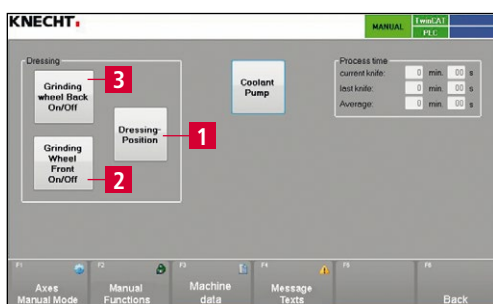 KNECHT.
MANUAL
TwinCAT
PLC
Dressing
Grinding
wheel Back
On/Off
3
Dressing-
Position
1
Grinding
Wheel
Front
On/Off
2
Coolant
Pump
Process time
current knife: 0 min. 00 s
last knife: 0 min. 00 s
Average: 0 min. 00 s
F1
Axes
Manual Mode
F2
Manual
Functions
F3
Machine
data
F4
Message
Texts
F5
F6
Back